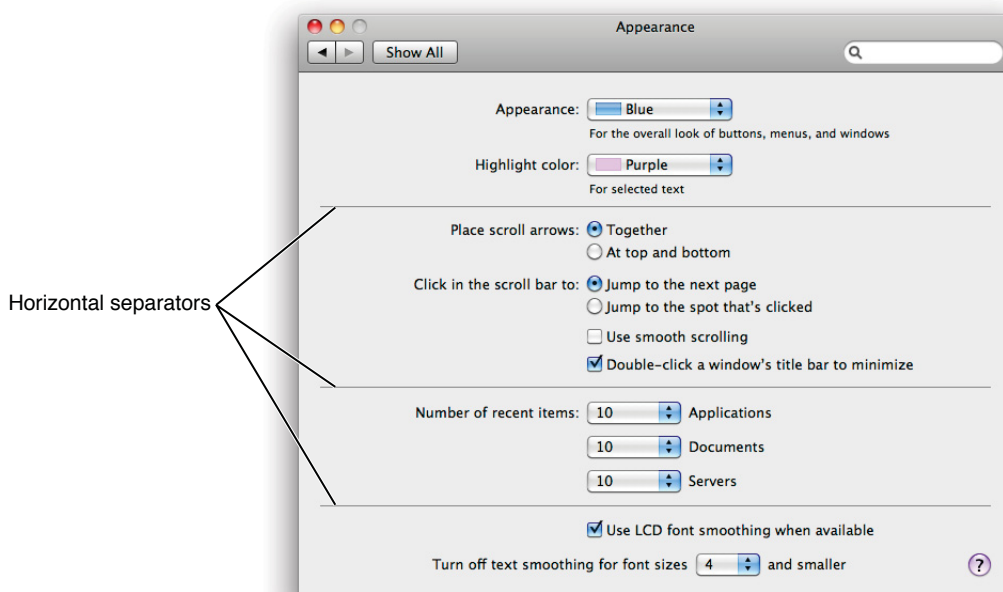 Appearance
Show All
Appearance: Blue
For the overall look of buttons, menus, and windows
Highlight color: Purple
For selected text
Place scroll arrows: Together
At top and bottom
Click in the scroll bar to: Jump to the next page
Jump to the spot that's clicked
Horizontal separators
Use smooth scrolling
Double-click a window's title bar to minimize
Number of recent items: 10 Applications
10 Documents
10 Servers
Use LCD font smoothing when available
Turn off text smoothing for font sizes 4 and smaller ?